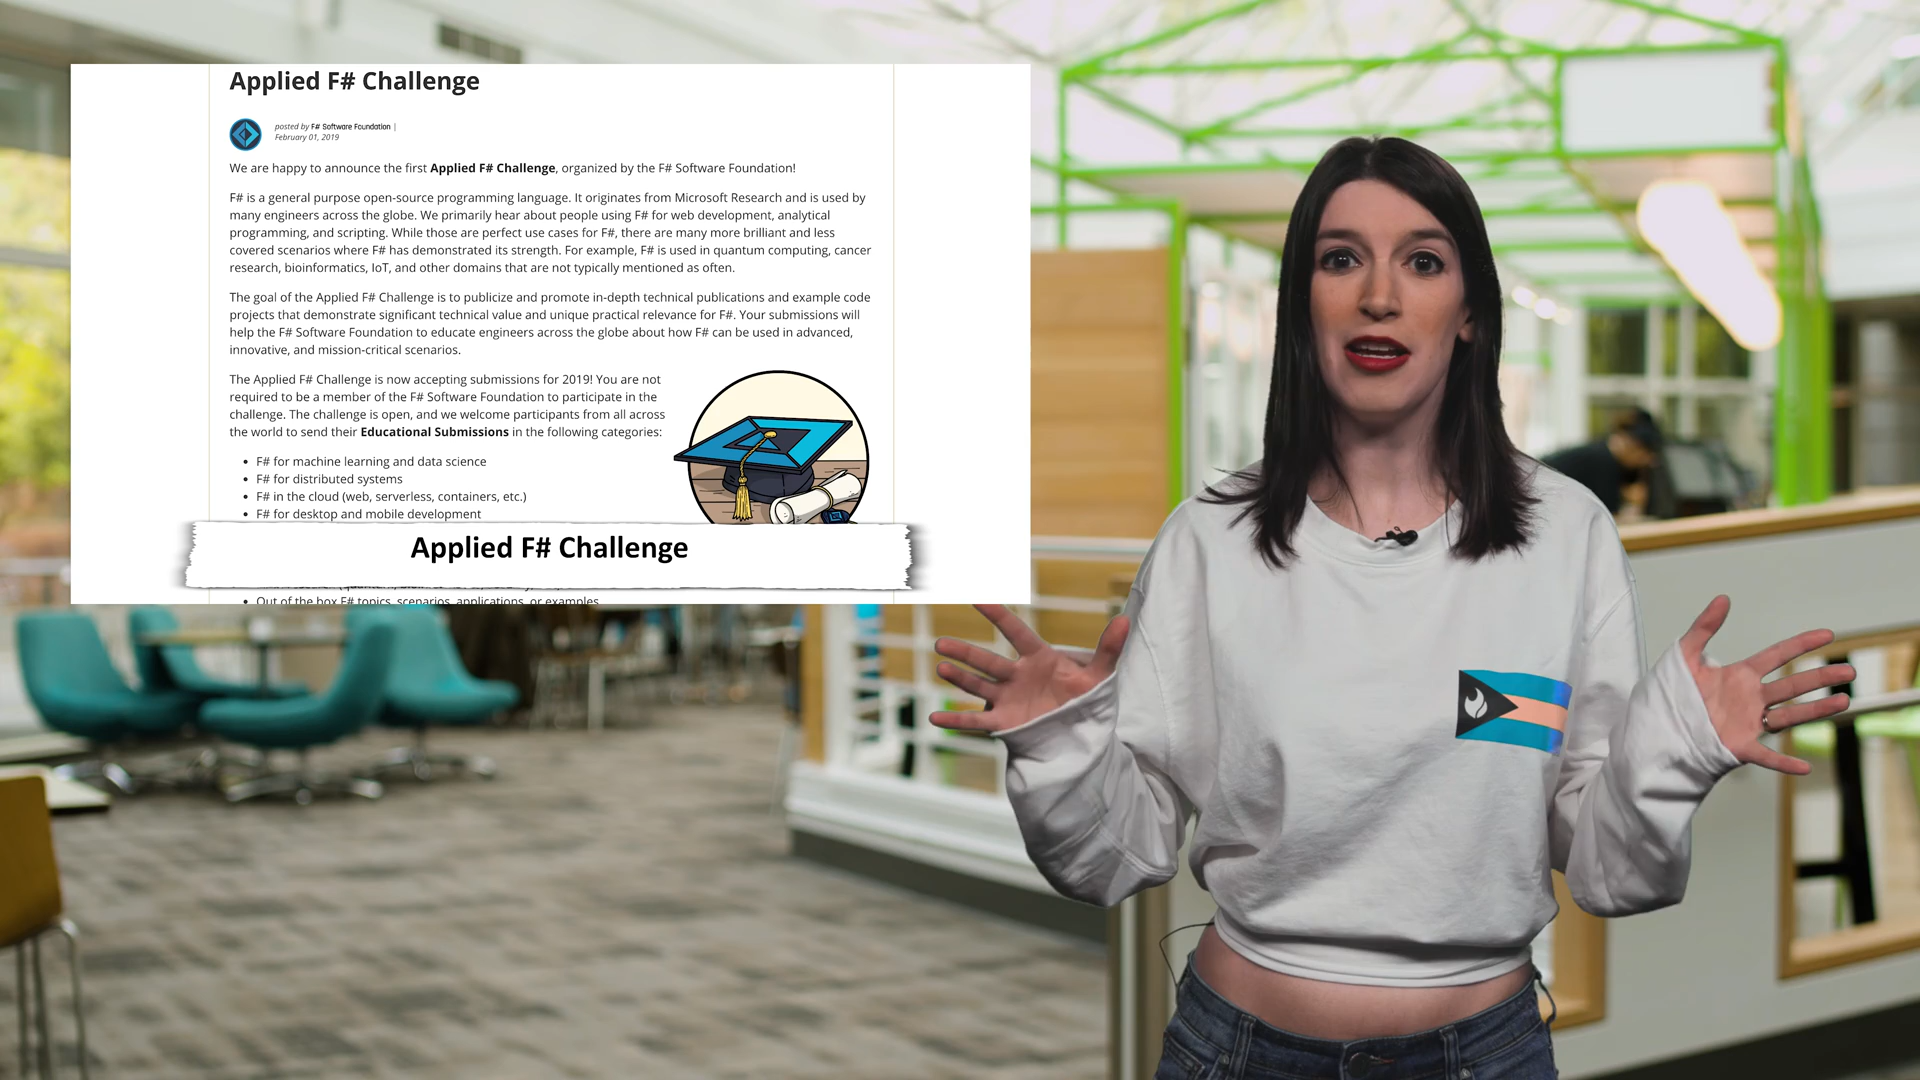 Applied F# Challenge
posted by F# Software Foundation |
February 01, 2019
We are happy to announce the first Applied F# Challenge, organized by the F# Software Foundation!
F# is a general purpose open-source programming language. It originates from Microsoft Research and is used by
many engineers across the globe. We primarily hear about people using F# for web development, analytical
programming, and scripting. While those are perfect use cases for F#, there are many more brilliant and less
covered scenarios where F# has demonstrated its strength. For example, F# is used in quantum computing, cancer
research, bioinformatics, IoT, and other domains that are not typically mentioned as often.
The goal of the Applied F# Challenge is to publicize and promote in-depth technical publications and example code
projects that demonstrate significant technical value and unique practical relevance for F#. Your submissions will
help the F# Software Foundation to educate engineers across the globe about how F# can be used in advanced,
innovative, and mission-critical scenarios.
The Applied F# Challenge is now accepting submissions for 2019! You are not
required to be a member of the F# Software Foundation to participate in the
challenge. The challenge is open, and we welcome participants from all across
the world to send their Educational Submissions in the following categories:
• F# for machine learning and data science
• F# for distributed systems
• F# in the cloud (web, serverless, containers, etc.)
• F# for desktop and mobile development
Applied F# Challenge
• Out of the box F# topics, scenarios, applications, or examples